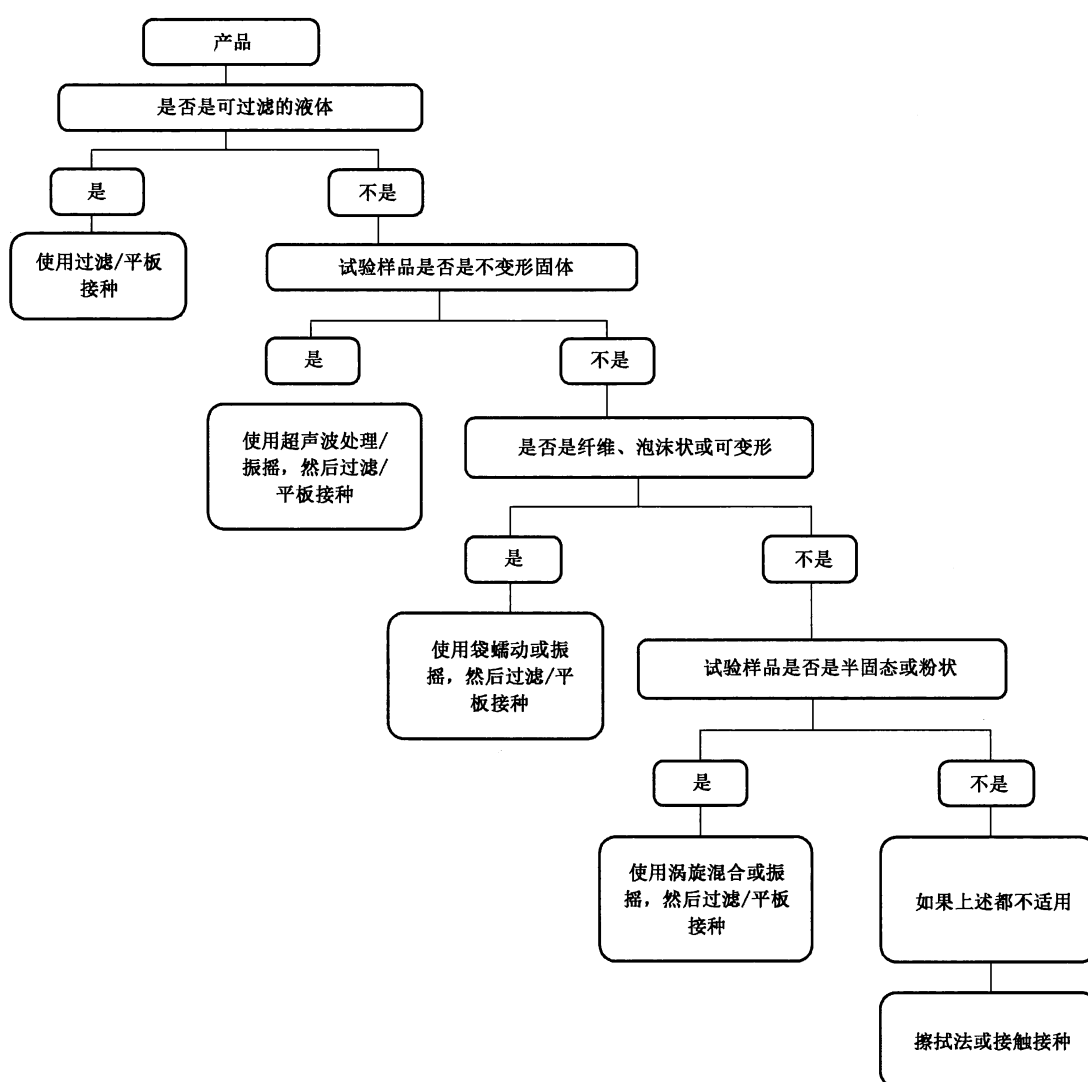 产品
是否是可过滤的液体
是
不是
使用过滤/平板
接种
试验样品是否是不变形固体
是
不是
使用超声波处理/
振摇，然后过滤/
平板接种
是否是纤维、泡沫状或可变形
是
不是
使用袋蠕动或振
摇，然后过滤/平
板接种
试验样品是否是半固态或粉状
是
不是
使用涡旋混合或振
摇，然后过滤/平板
接种
如果上述都不适用
擦拭法或接触接种